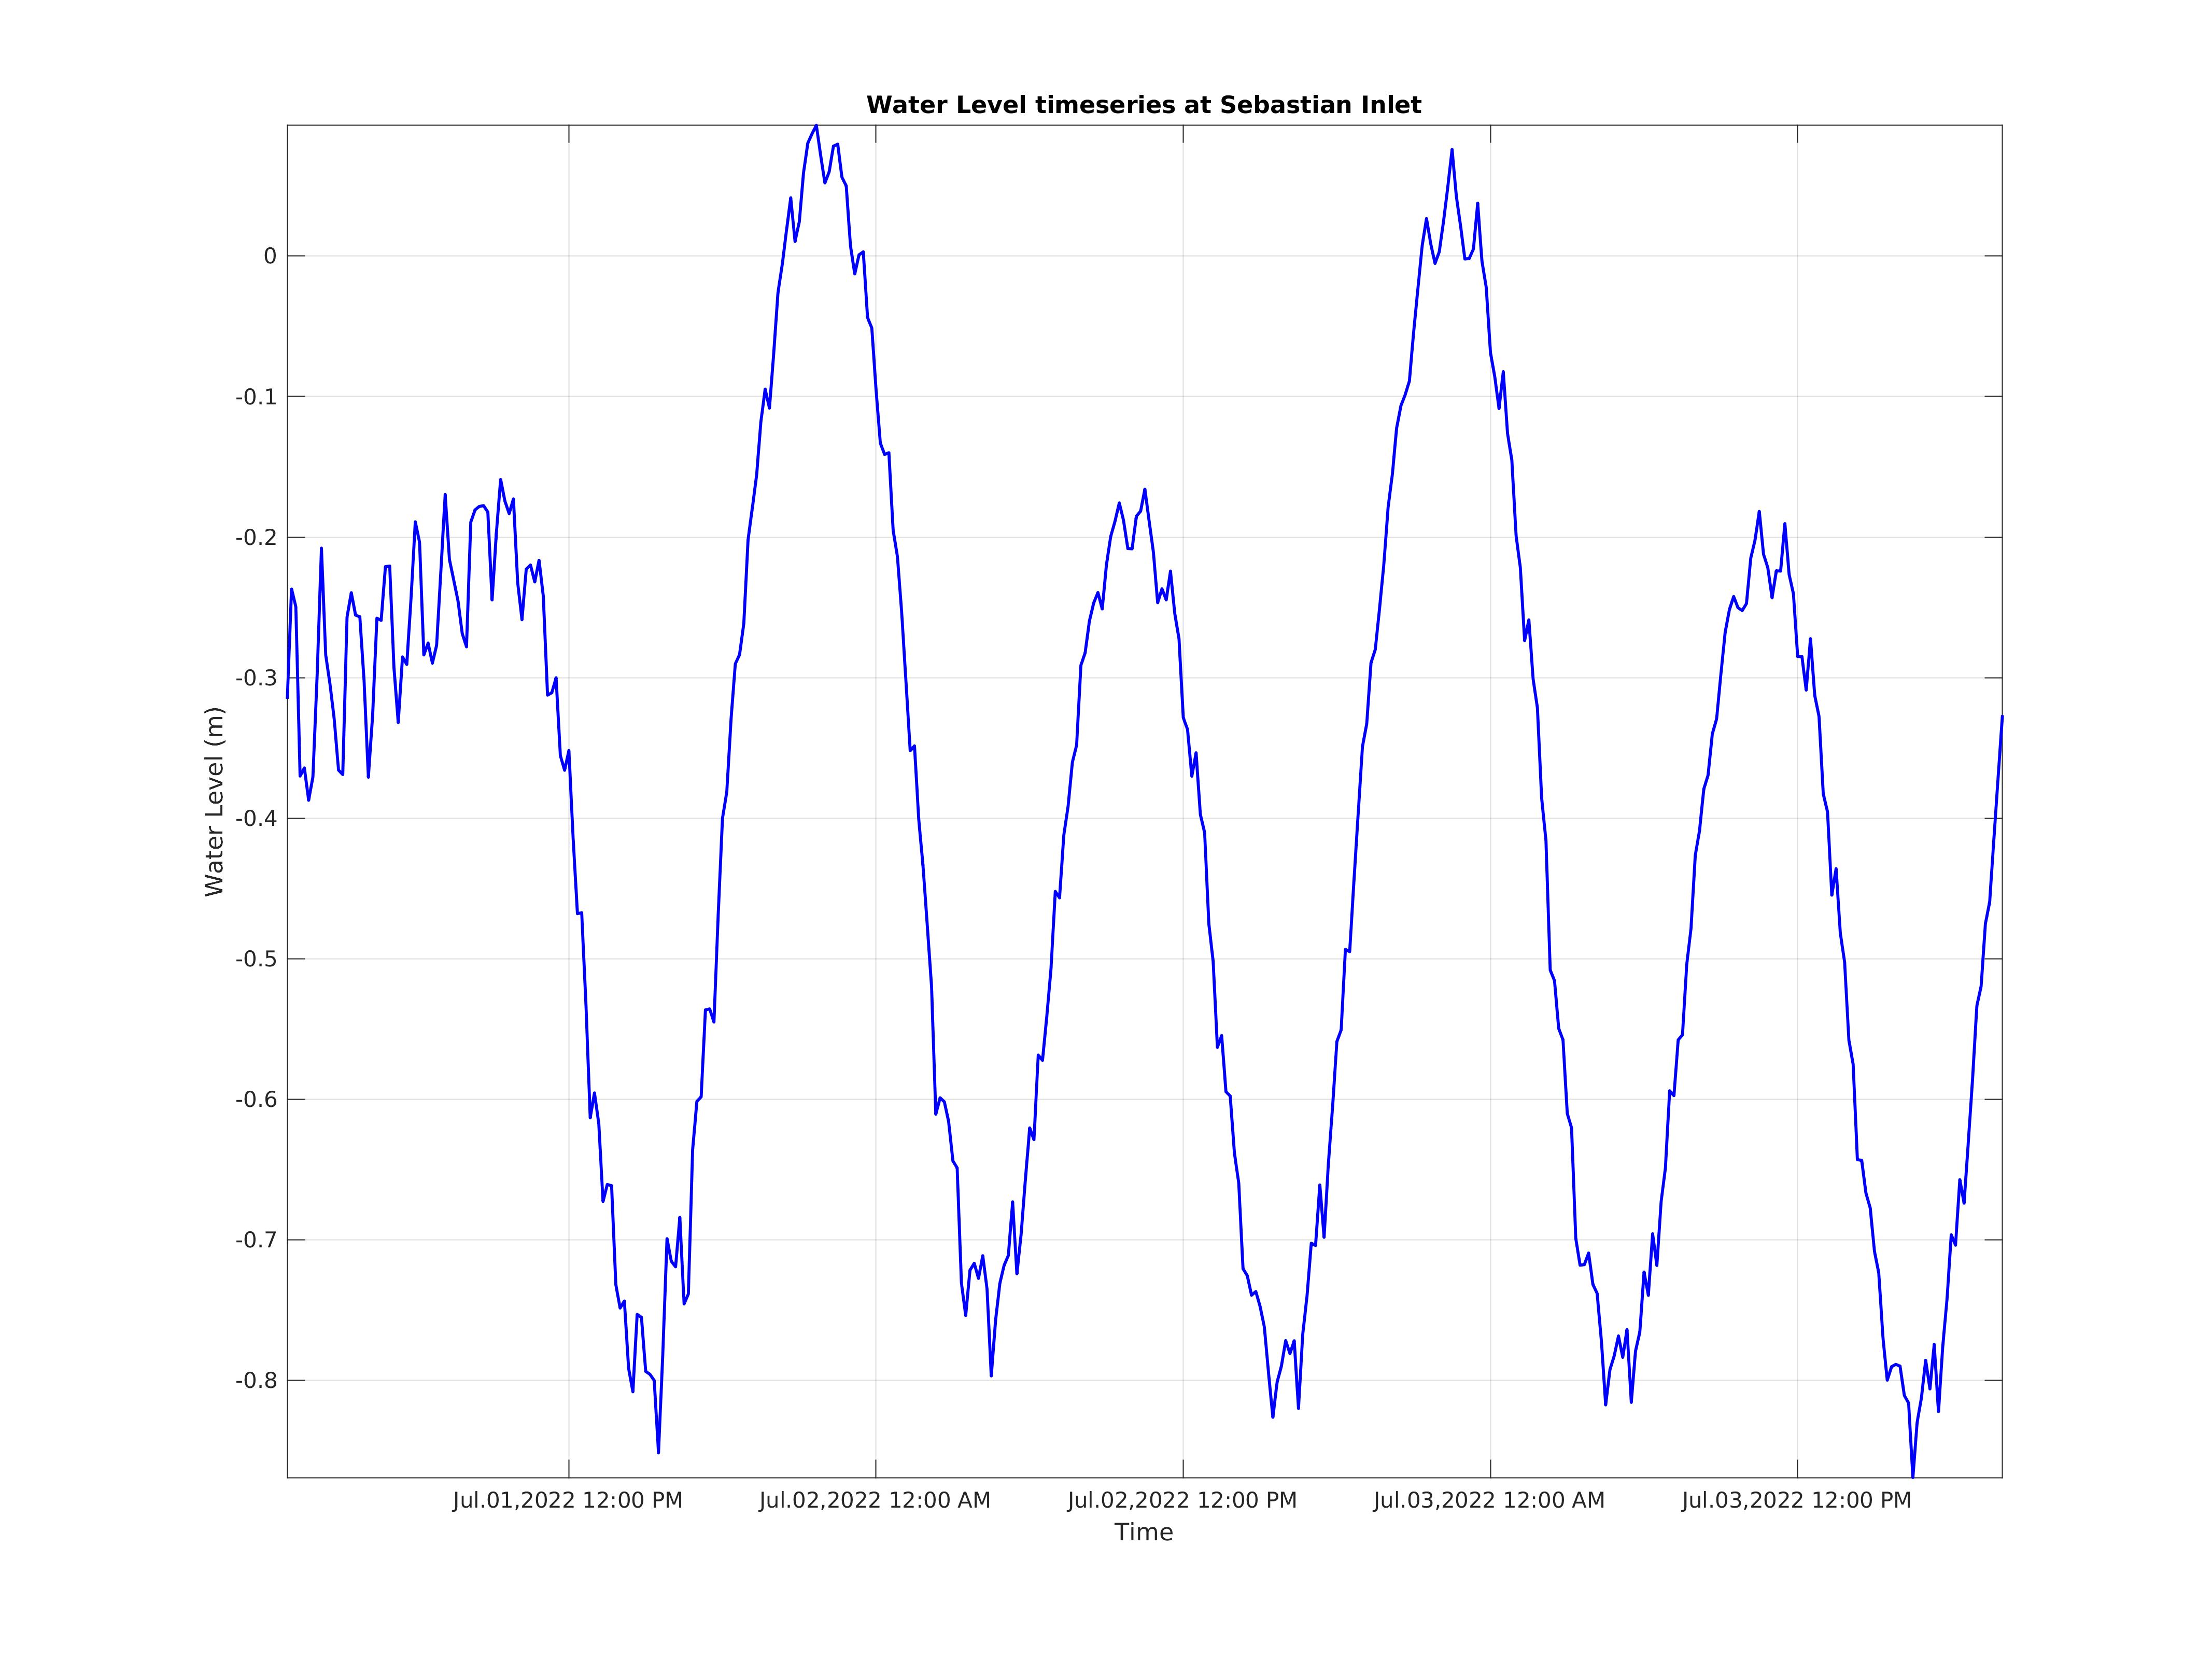 Water Level timeseries at Sebastian Inlet
0
-0.1
-0.2
-0.3
-0.4
-0.5
-0.6
-0.7
-0.8
Water Level (m)
Jul.01,2022 12:00 PM
Jul.02,2022 12:00 AM
Jul.02,2022 12:00 PM
Jul.03,2022 12:00 AM
Jul.03,2022 12:00 PM
Time